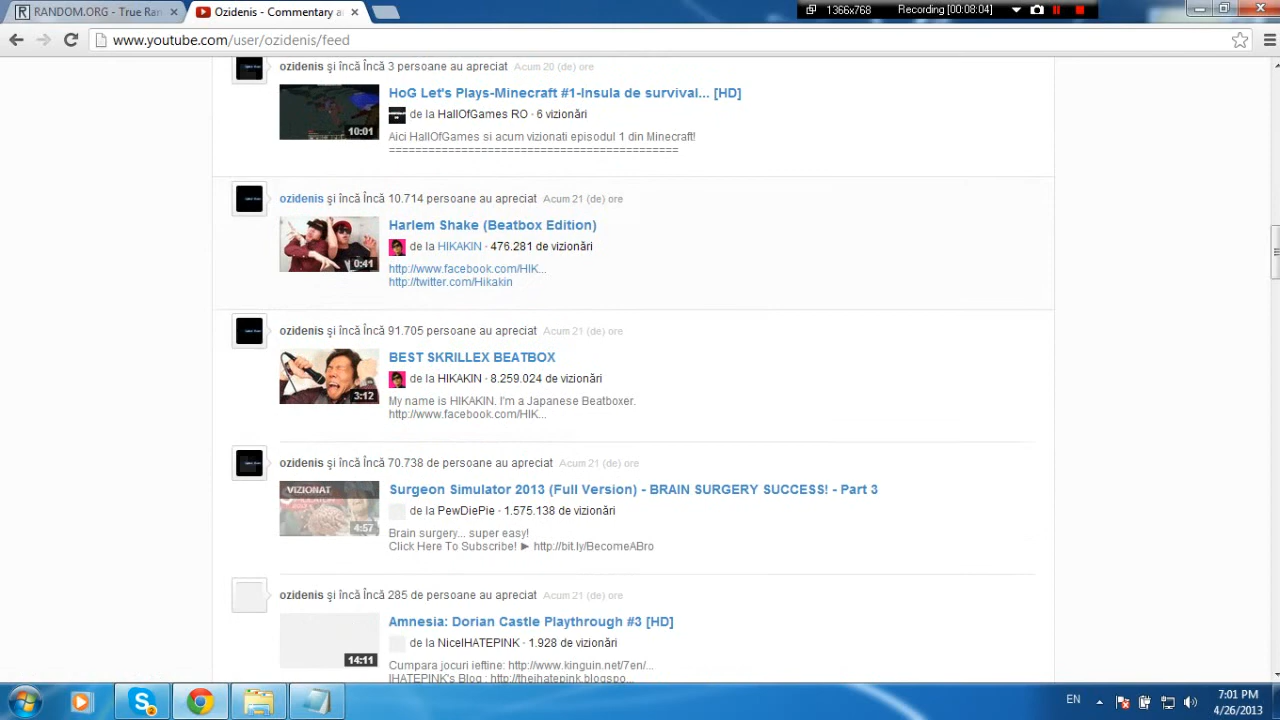 RANDOM.ORG - True Ran
Ozidenis - Commentary a
1366x768
Recording [00:08:04]
www.youtube.com/user/ozidenis/feed
ozidenis şi încă 3 persoane au apreciat Acum 20 (de) ore
HoG Let's Plays-Minecraft #1-Insula de survival... [HD]
10:01
de la HallOfGames RO · 6 vizionări
Aici HallOfGames si acum vizionati episodul 1 din Minecraft!
============================================
ozidenis şi încă Încă 10.714 persoane au apreciat Acum 21 (de) ore
Harlem Shake (Beatbox Edition)
de la HIKAKIN · 476.281 de vizionări
0:41
http://www.facebook.com/HIK...
http://twitter.com/Hikakin
ozidenis şi încă Încă 91.705 persoane au apreciat Acum 21 (de) ore
BEST SKRILLEX BEATBOX
de la HIKAKIN · 8.259.024 de vizionări
3:12
My name is HIKAKIN. I'm a Japanese Beatboxer.
http://www.facebook.com/HIK...
ozidenis şi încă Încă 70.738 de persoane au apreciat Acum 21 (de) ore
VIZIONAT
Surgeon Simulator 2013 (Full Version) - BRAIN SURGERY SUCCESS! - Part 3
de la PewDiePie · 1.575.138 de vizionări
4:57
Brain surgery... super easy!
Click Here To Subscribe! ► http://bit.ly/BecomeABro
ozidenis şi încă Încă 285 de persoane au apreciat Acum 21 (de) ore
Amnesia: Dorian Castle Playthrough #3 [HD]
de la NiceIHATEPINK · 1.928 de vizionări
14:11
Cumpara jocuri ieftine: http://www.kinguin.net/7en/...
IHATEPINK's Blog : http://theihatepink.blogspo...
EN
7:01 PM
4/26/2013